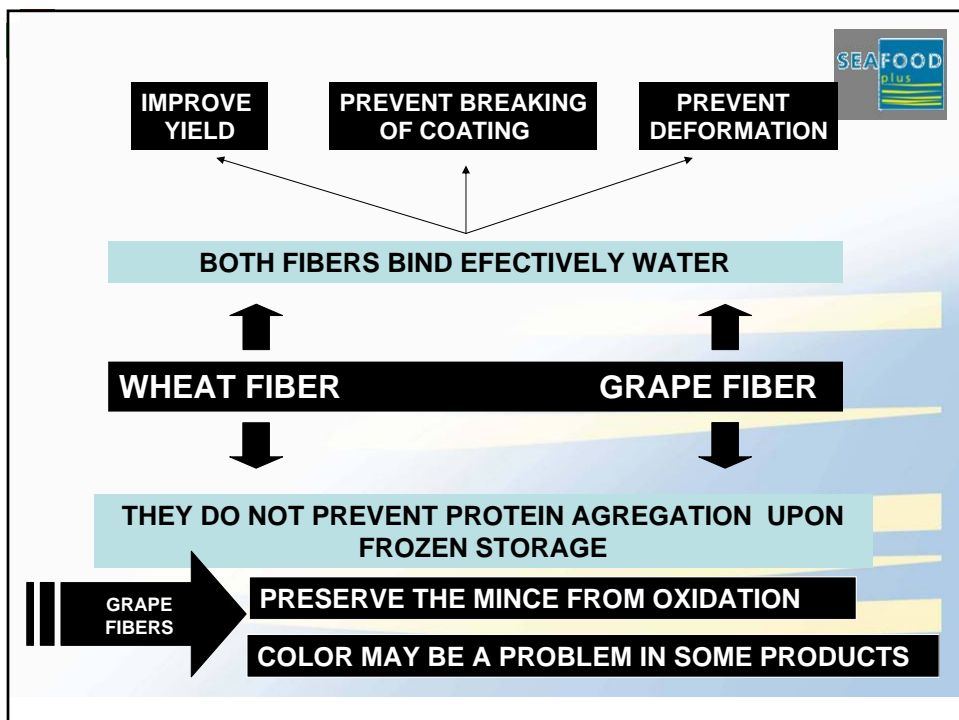 SEAFOOD
plus
IMPROVE
YIELD
PREVENT BREAKING
OF COATING
PREVENT
DEFORMATION
BOTH FIBERS BIND EFECTIVELY WATER
WHEAT FIBER
GRAPE FIBER
THEY DO NOT PREVENT PROTEIN AGREGATION UPON
FROZEN STORAGE
GRAPE
FIBERS
PRESERVE THE MINCE FROM OXIDATION
COLOR MAY BE A PROBLEM IN SOME PRODUCTS